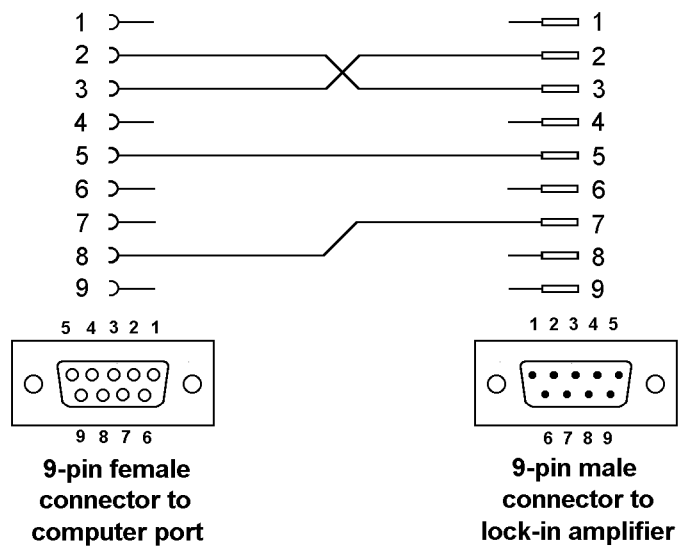 1 1
2 2
3 3
4 4
5 5
6 6
7 7
8 8
9 9
5 4 3 2 1
9 8 7 6
9-pin female
connector to
computer port
1 2 3 4 5
6 7 8 9
9-pin male
connector to
lock-in amplifier